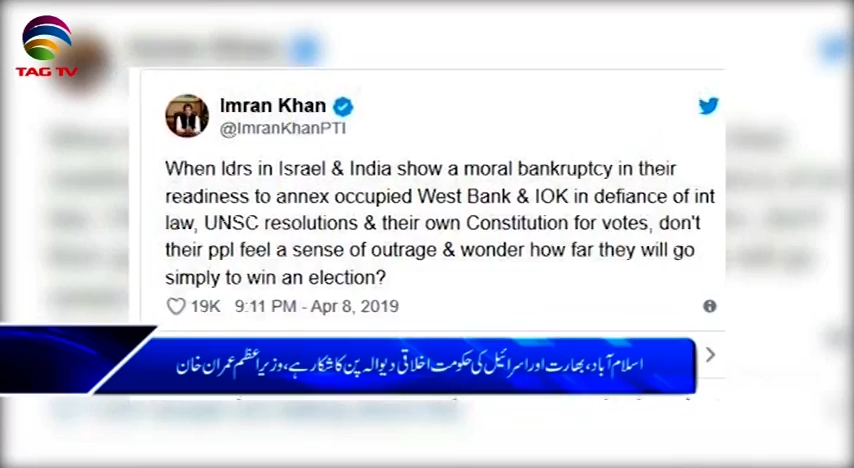 TAG TV
Imran Khan
@ImranKhanPTI
When ldrs in Israel & India show a moral bankruptcy in their
readiness to annex occupied West Bank & IOK in defiance of int
law, UNSC resolutions & their own Constitution for votes, don't
their ppl feel a sense of outrage & wonder how far they will go
simply to win an election?
19K 9:11 PM - Apr 8, 2019
اسلام آباد، بھارت اور اسرائیل کی حکومت اخلاقی دیوالہ پن کا شکار ہے، وزیراعظم عمران خان